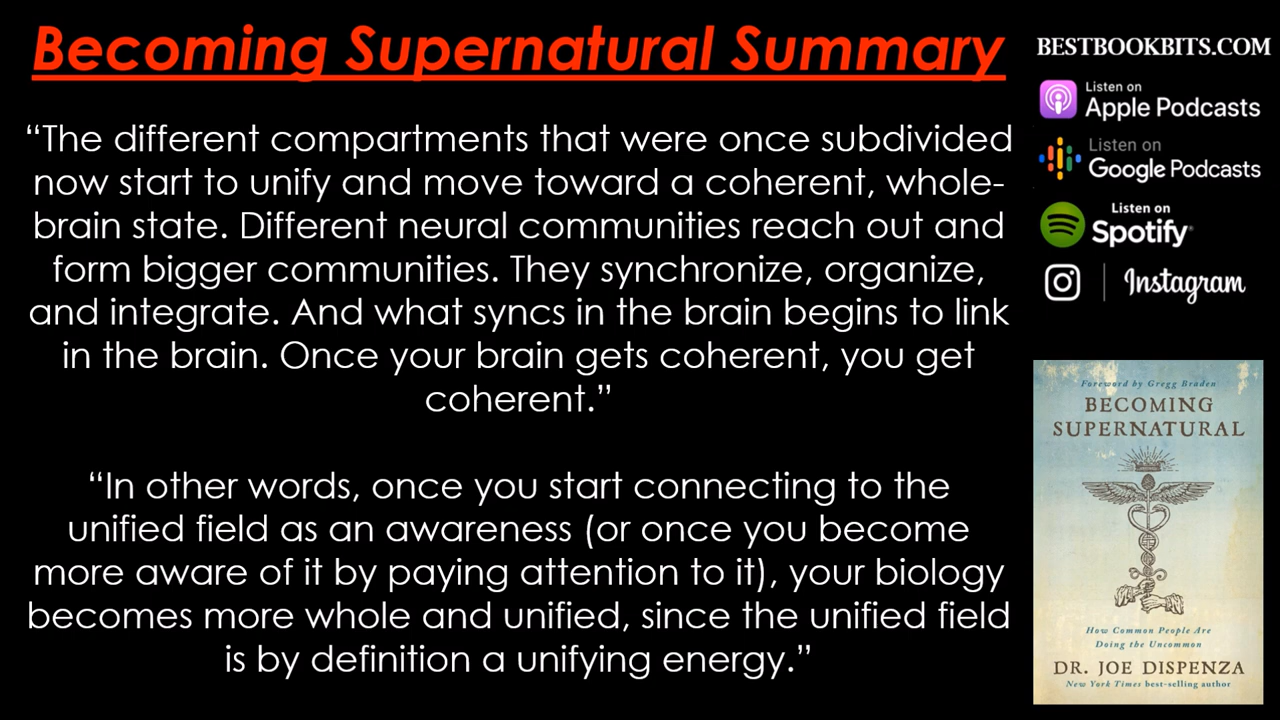 Becoming Supernatural Summary
“The different compartments that were once subdivided
now start to unify and move toward a coherent, whole-
brain state. Different neural communities reach out and
form bigger communities. They synchronize, organize,
and integrate. And what syncs in the brain begins to link
in the brain. Once your brain gets coherent, you get
coherent.”
“In other words, once you start connecting to the
unified field as an awareness (or once you become
more aware of it by paying attention to it), your biology
becomes more whole and unified, since the unified field
is by definition a unifying energy.”
BESTBOOKBITS.COM
Listen on
Apple Podcasts
Listen on
Google Podcasts
Listen on
Spotify
Instagram
Foreword by Gregg Braden
BECOMING
SUPERNATURAL
How Common People Are
Doing the Uncommon
DR. JOE DISPENZA
New York Times best-selling author